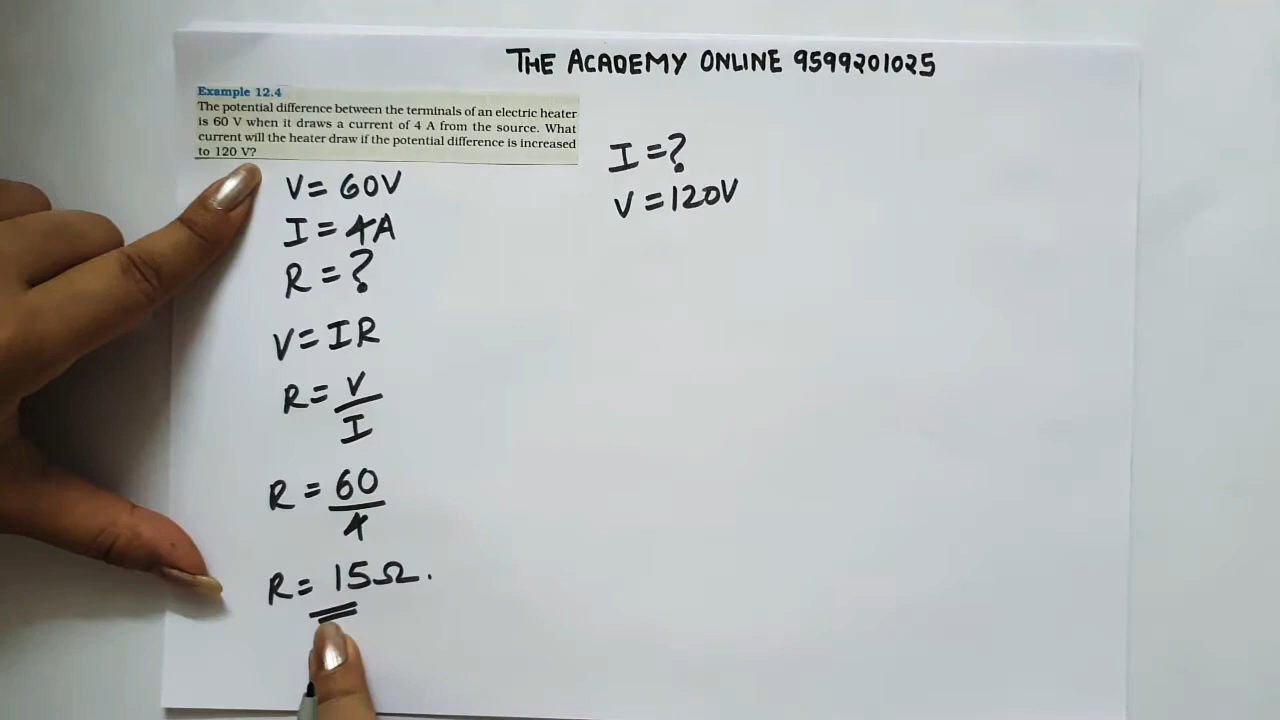 THE ACADEMY ONLINE 9599201025
Example 12.4
The potential difference between the terminals of an electric heater
is 60 V when it draws a current of 4 A from the source. What
current will the heater draw if the potential difference is increased
to 120 V?
V = 60V
I = 4A
R = ?
V = IR
R = V/I
R = 60/4
R = 15Ω.
I = ?
V = 120V